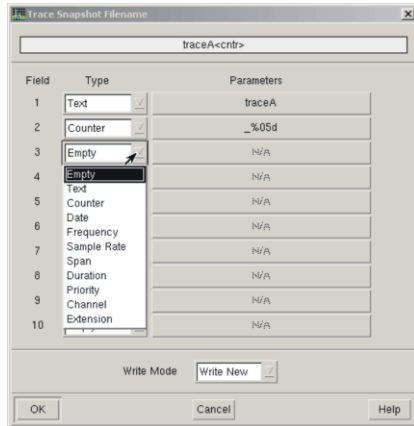 Trace Snapshot Filename
traceA<cntr>
Field Type Parameters
1 Text traceA
2 Counter _%05d
3 Empty N/A
4 Empty N/A
Text
5 Counter N/A
Date
6 Frequency N/A
7 Sample Rate N/A
Span
8 Duration N/A
Priority
9 Channel N/A
10 Extension N/A
Write Mode Write New
OK Cancel Help